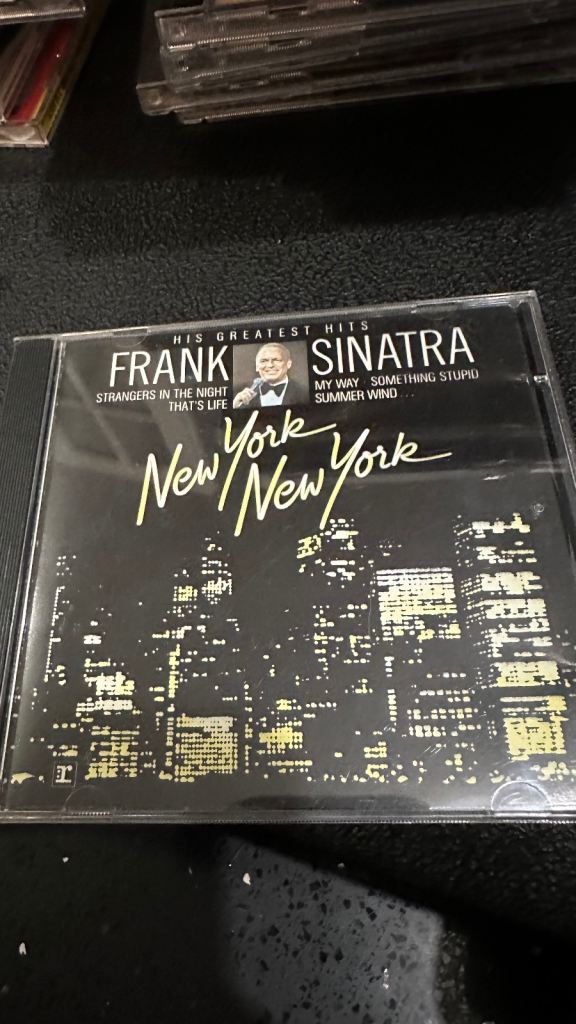 HIS GREATEST HITS
FRANK SINATRA
STRANGERS IN THE NIGHT
THAT'S LIFE
MY WAY · SOMETHING STUPID
SUMMER WIND...
New York
New York